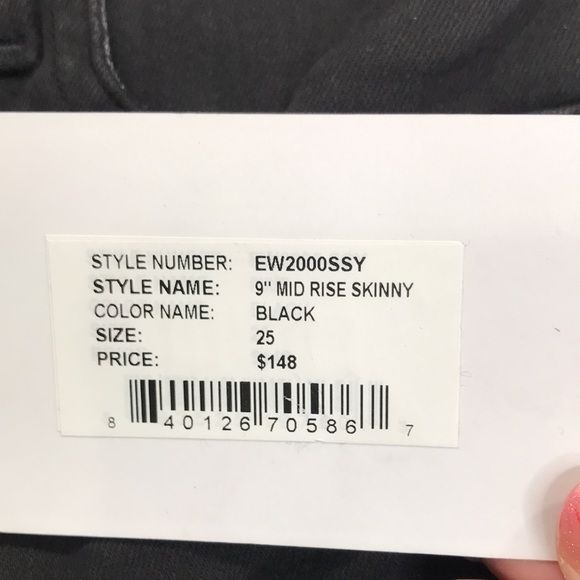 STYLE NUMBER: EW2000SSY
STYLE NAME: 9" MID RISE SKINNY
COLOR NAME: BLACK
SIZE: 25
PRICE: $148
8 40126 70586 7